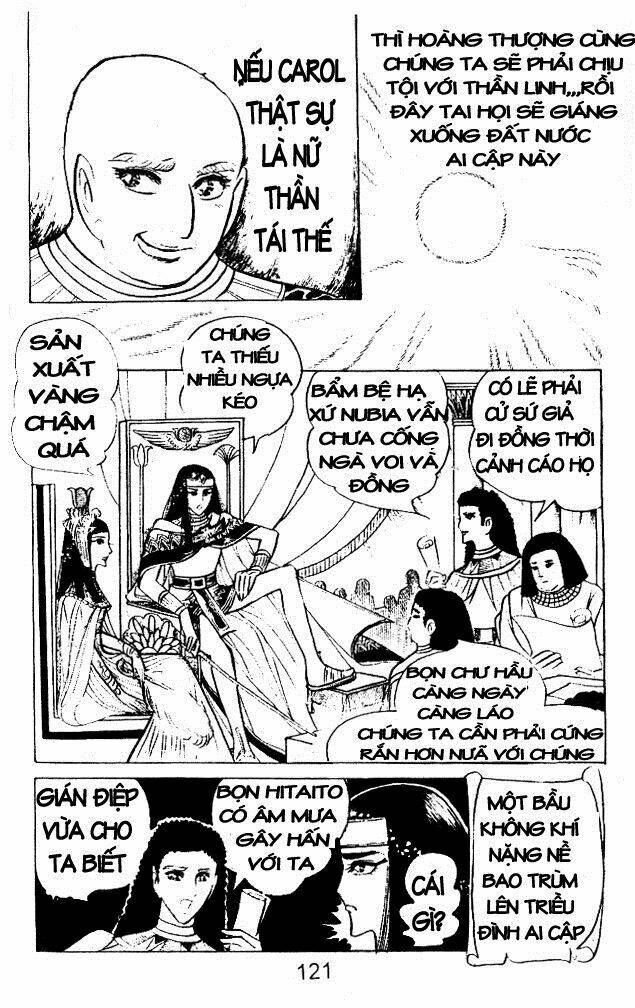 NẾU CAROL
THẬT SỰ
LÀ NỮ
THẦN
TÁI THẾ
THÌ HOÀNG THƯỢNG CÙNG
CHÚNG TA SẼ PHẢI CHỊU
TỘI VỚI THẦN LINH,,,RỒI
ĐÂY TAI HỌI SẼ GIÁNG
XUỐNG ĐẤT NƯỚC
AI CẬP NÀY
SẢN
XUẤT
VÀNG
CHẬM
QUÁ
CHÚNG
TA THIẾU
NHIỀU NGỰA
KÉO
BẨM BỆ HẠ
XỨ NUBIA VẪN
CHƯA CỐNG
NGÀ VOI VÀ
ĐỒNG
CÓ LẼ PHẢI
CỬ SỨ GIẢ
ĐI ĐỒNG THỜI
CẢNH CÁO HỌ
BỌN CHƯ HẦU
CÀNG NGÀY
CÀNG LÁO
CHÚNG TA CẦN PHẢI CỨNG
RẮN HƠN NƯÃ VỚI CHÚNG
GIÁN ĐIỆP
VỪA CHO
TA BIẾT
BỌN HITAITO
CÓ ÂM MƯA
GÂY HẤN
VỚI TA
CÁI
GÌ?
MỘT BẦU
KHÔNG KHÍ
NẶNG NỀ
BAO TRÙM
LÊN TRIỀU
ĐÌNH AI CẬP
121